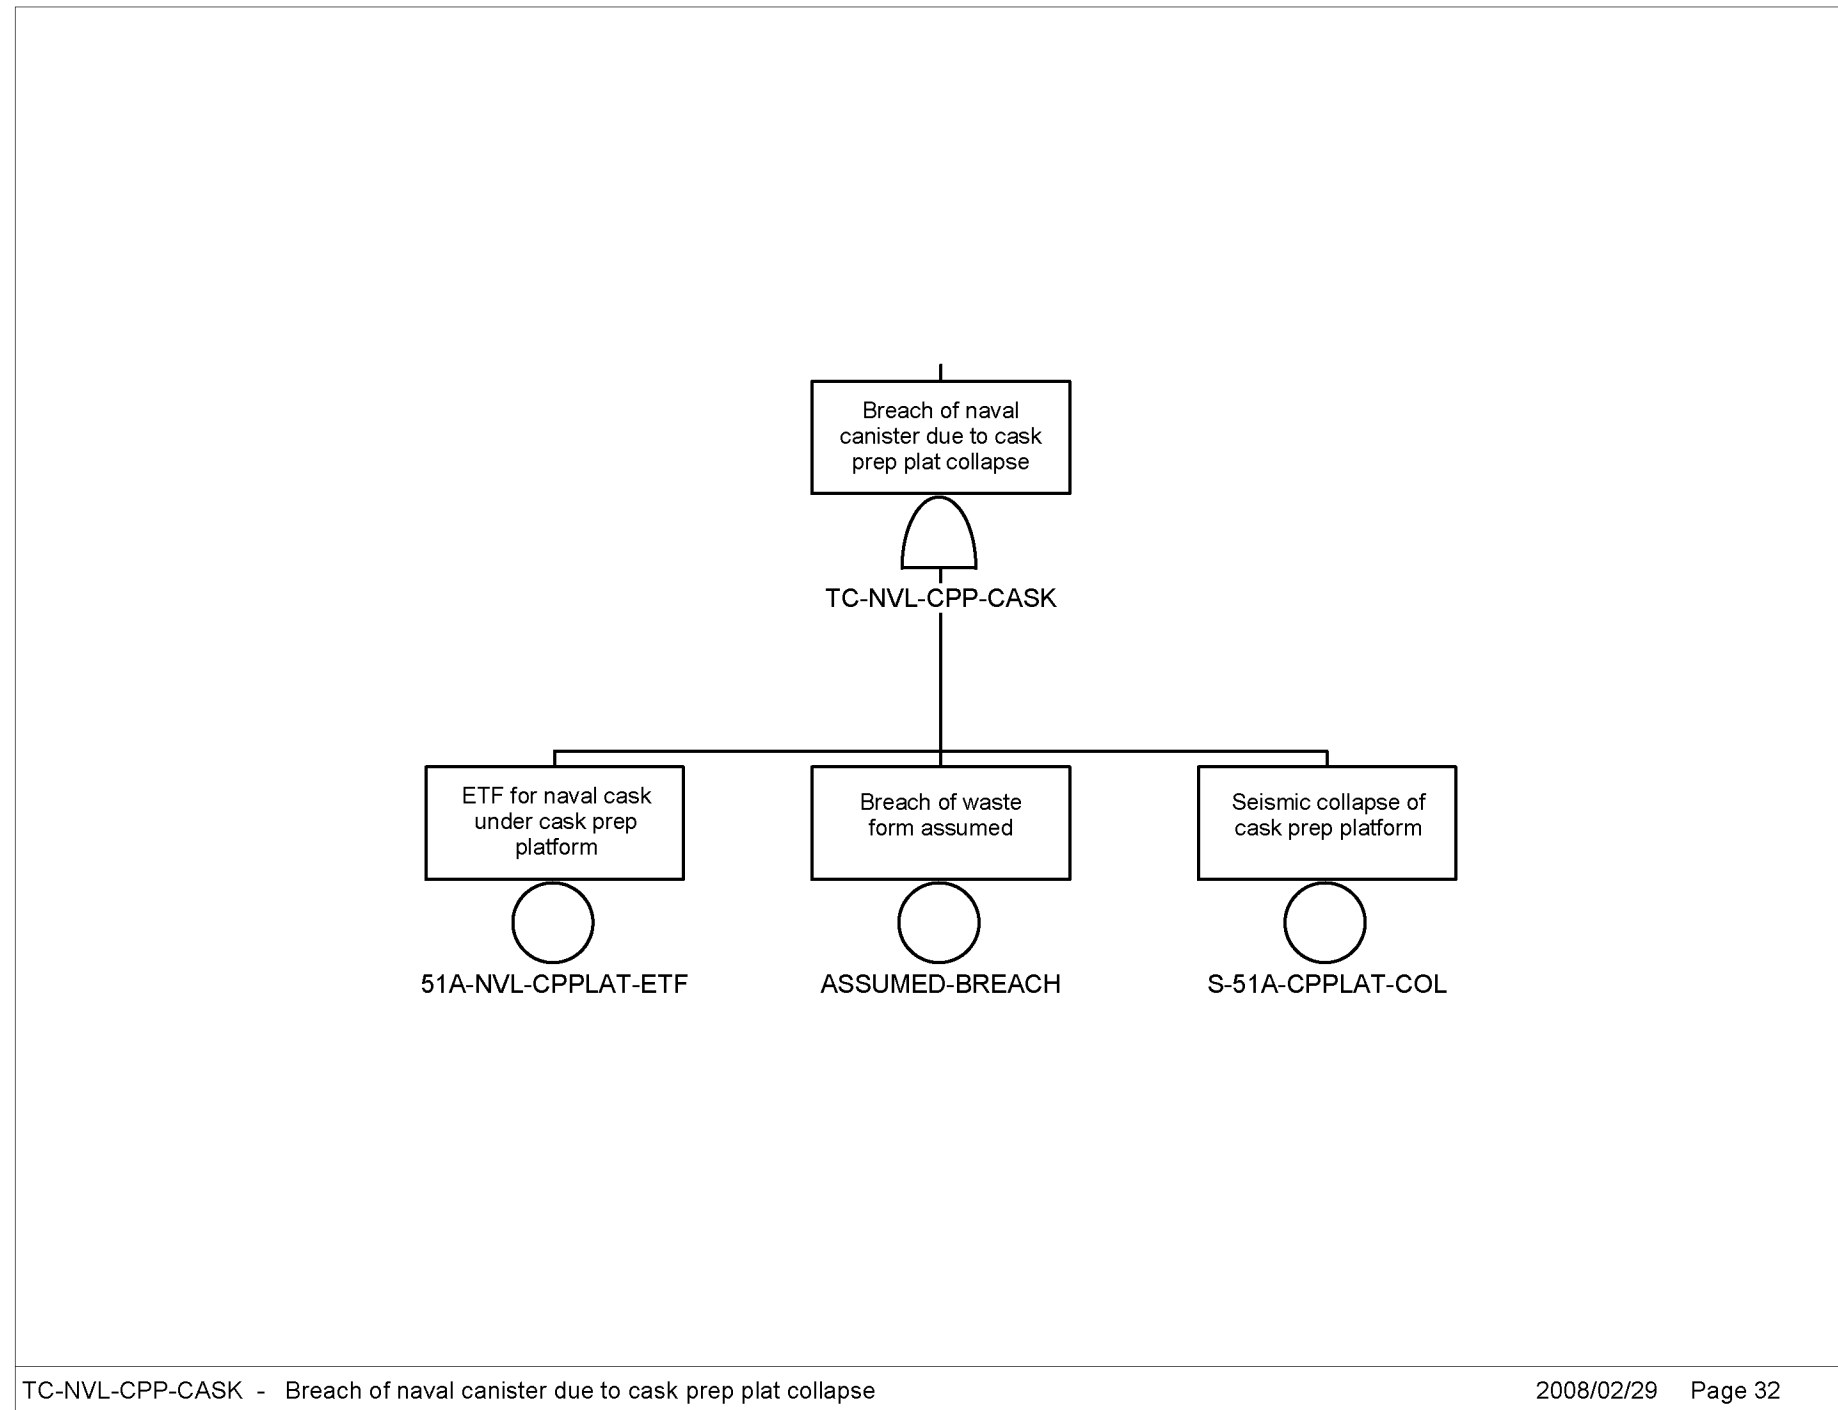 Breach of naval
canister due to cask
prep plat collapse
TC-NVL-CPP-CASK
ETF for naval cask
under cask prep
platform
51A-NVL-CPPLAT-ETF
Breach of waste
form assumed
ASSUMED-BREACH
Seismic collapse of
cask prep platform
S-51A-CPPLAT-COL
TC-NVL-CPP-CASK - Breach of naval canister due to cask prep plat collapse
2008/02/29 Page 32